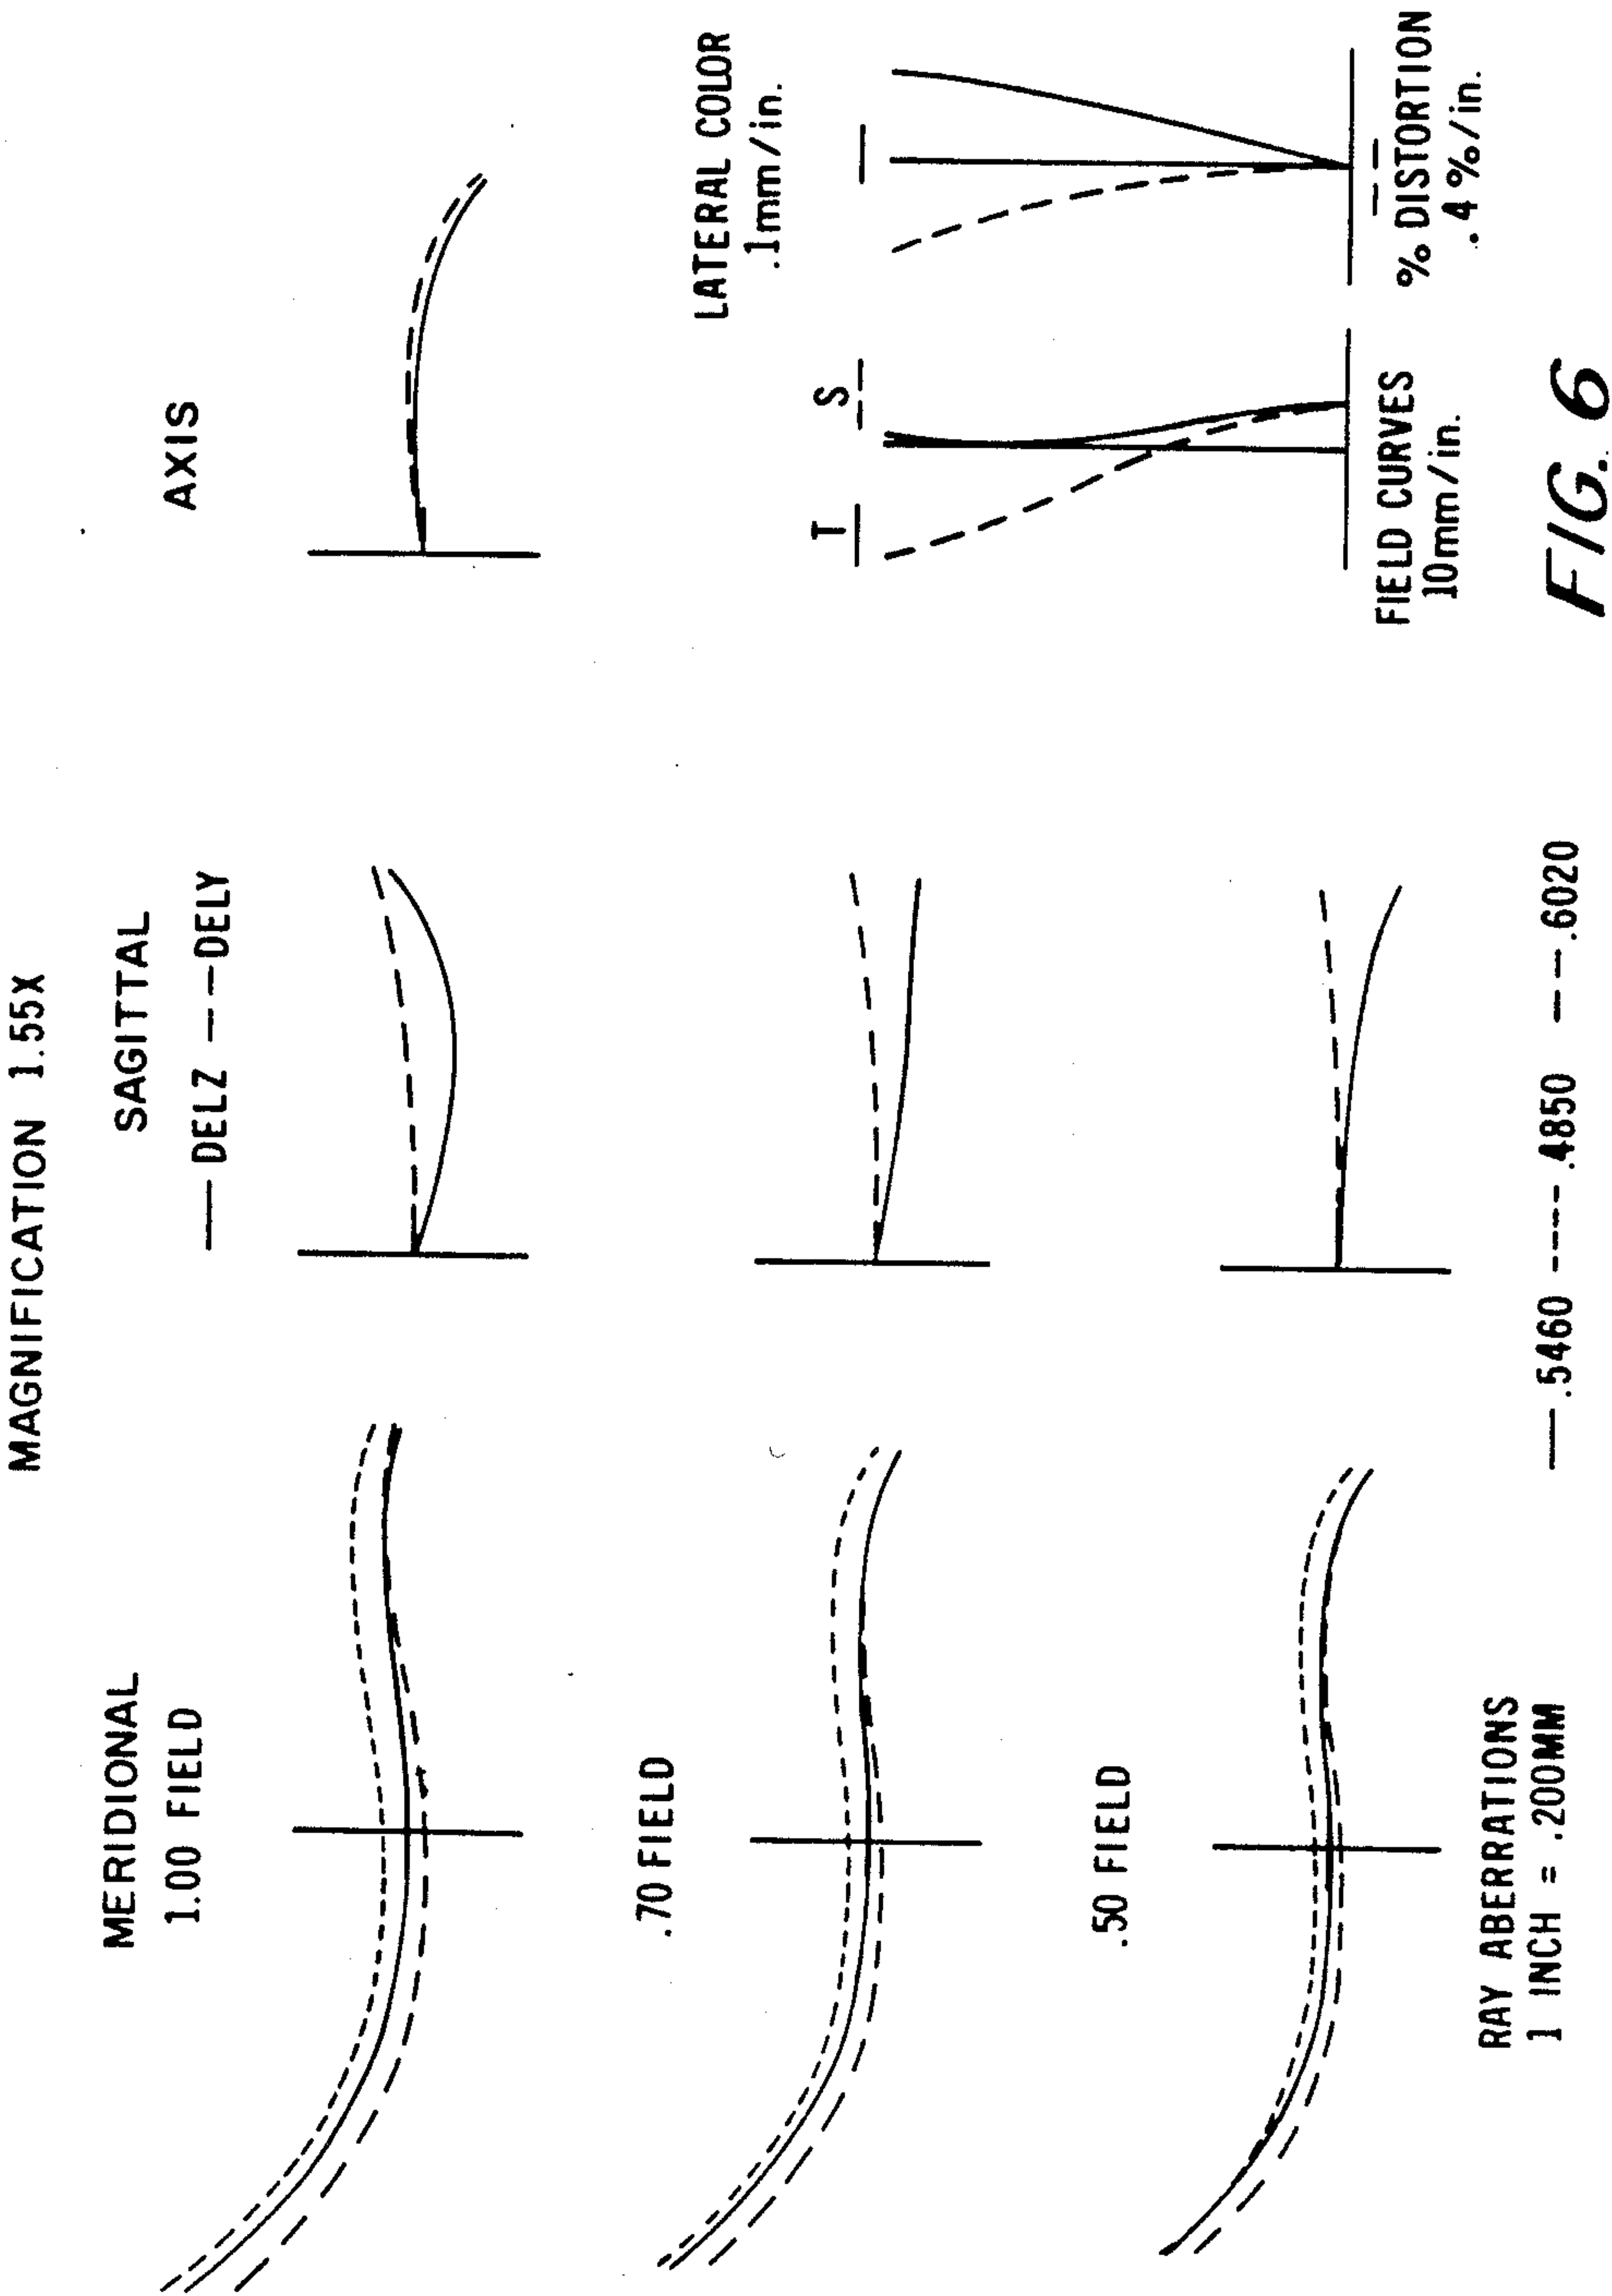 MAGNIFICATION 1.55X
MERIDIONAL
1.00 FIELD
SAGITTAL
DELZ DELY
AXIS
.70 FIELD
LATERAL COLOR
.1mm/in.
T S
.50 FIELD
FIELD CURVES
10mm/in.
% DISTORTION
.4%/in.
RAY ABERRATIONS
1 INCH = .200MM
.5460 .4850 .6020
FIG. 6